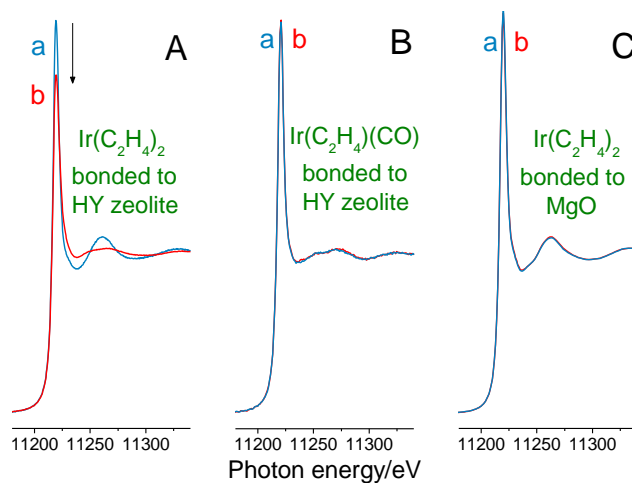 A
a
b
Ir(C₂H₄)₂
bonded to
HY zeolite
11200 11250 11300
B
a b
Ir(C₂H₄)(CO)
bonded to
HY zeolite
11200 11250 11300
C
a b
Ir(C₂H₄)₂
bonded to
MgO
11200 11250 11300
Photon energy/eV